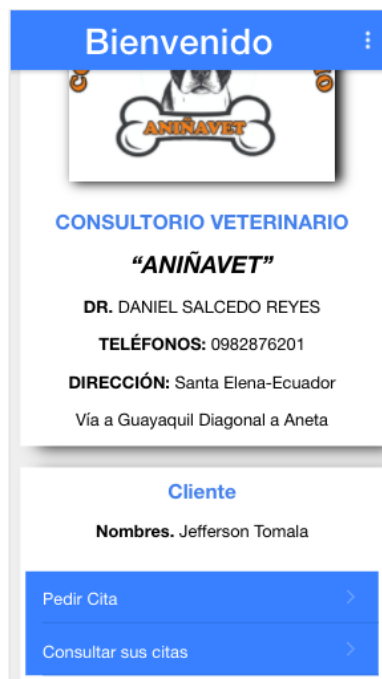 Bienvenido
ANIÑAVET
CONSULTORIO VETERINARIO
“ANIÑAVET”
DR. DANIEL SALCEDO REYES
TELÉFONOS: 0982876201
DIRECCIÓN: Santa Elena-Ecuador
Vía a Guayaquil Diagonal a Aneta
Cliente
Nombres. Jefferson Tomala
Pedir Cita
Consultar sus citas